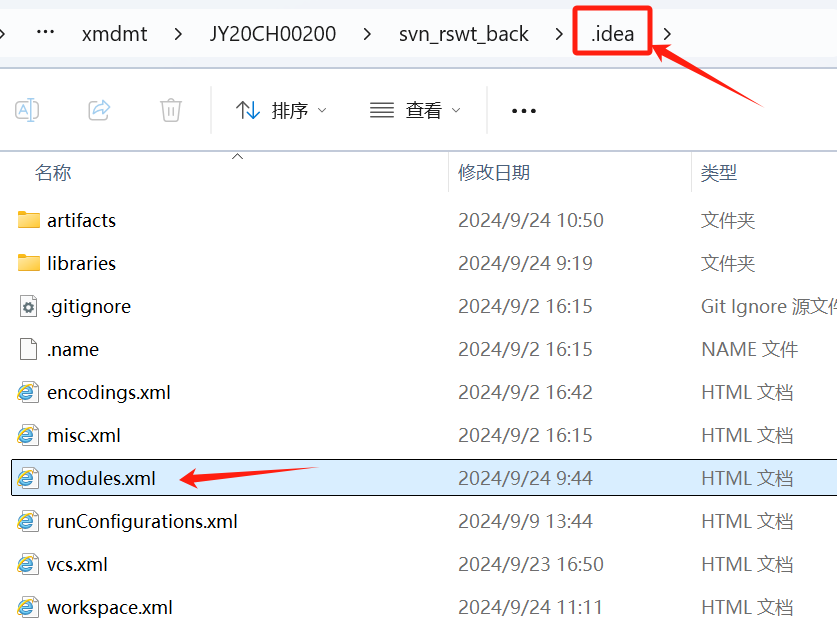 ··· xmdmt > JY20CH00200 > svn_rswt_back > .idea >
排序 查看 ···
名称 修改日期 类型
artifacts 2024/9/24 10:50 文件夹
libraries 2024/9/24 9:19 文件夹
.gitignore 2024/9/2 16:15 Git Ignore 源文件
.name 2024/9/2 16:15 NAME 文件
encodings.xml 2024/9/2 16:42 HTML 文档
misc.xml 2024/9/2 16:15 HTML 文档
modules.xml 2024/9/24 9:44 HTML 文档
runConfigurations.xml 2024/9/9 13:44 HTML 文档
vcs.xml 2024/9/23 16:50 HTML 文档
workspace.xml 2024/9/24 11:11 HTML 文档